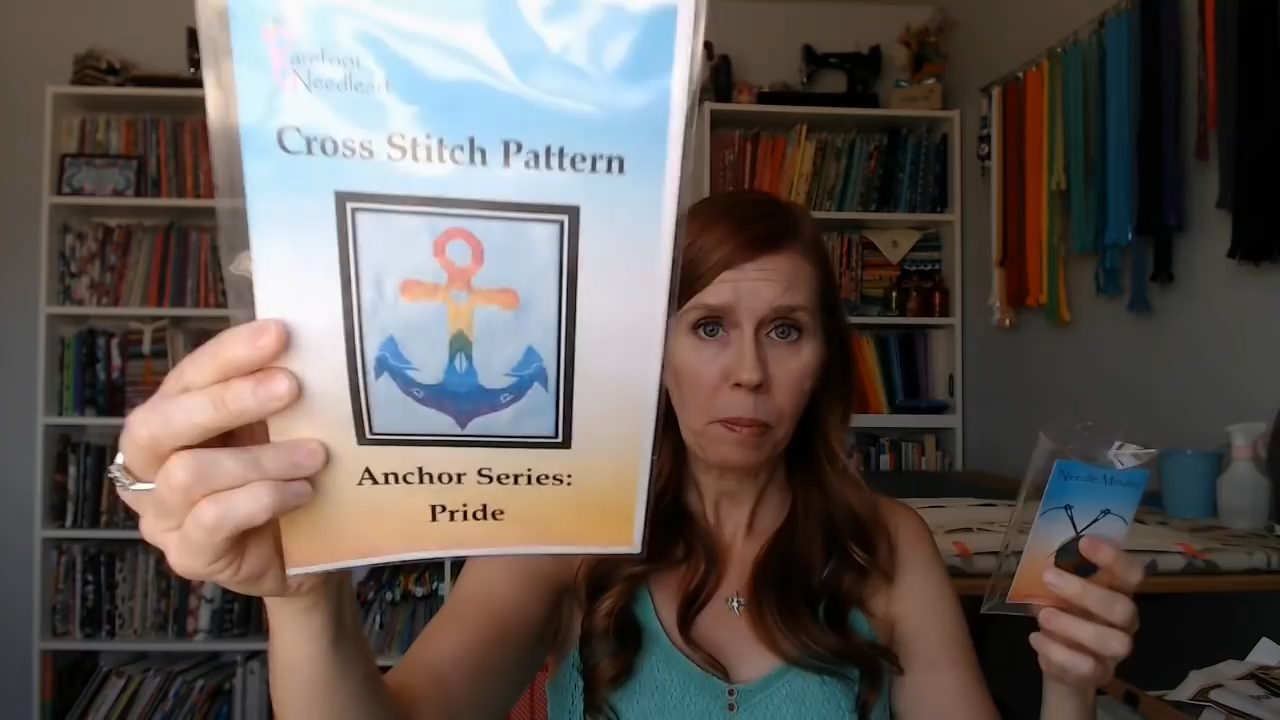 Barefoot
Needleart
Cross Stitch Pattern
Anchor Series:
Pride
Needle Minder